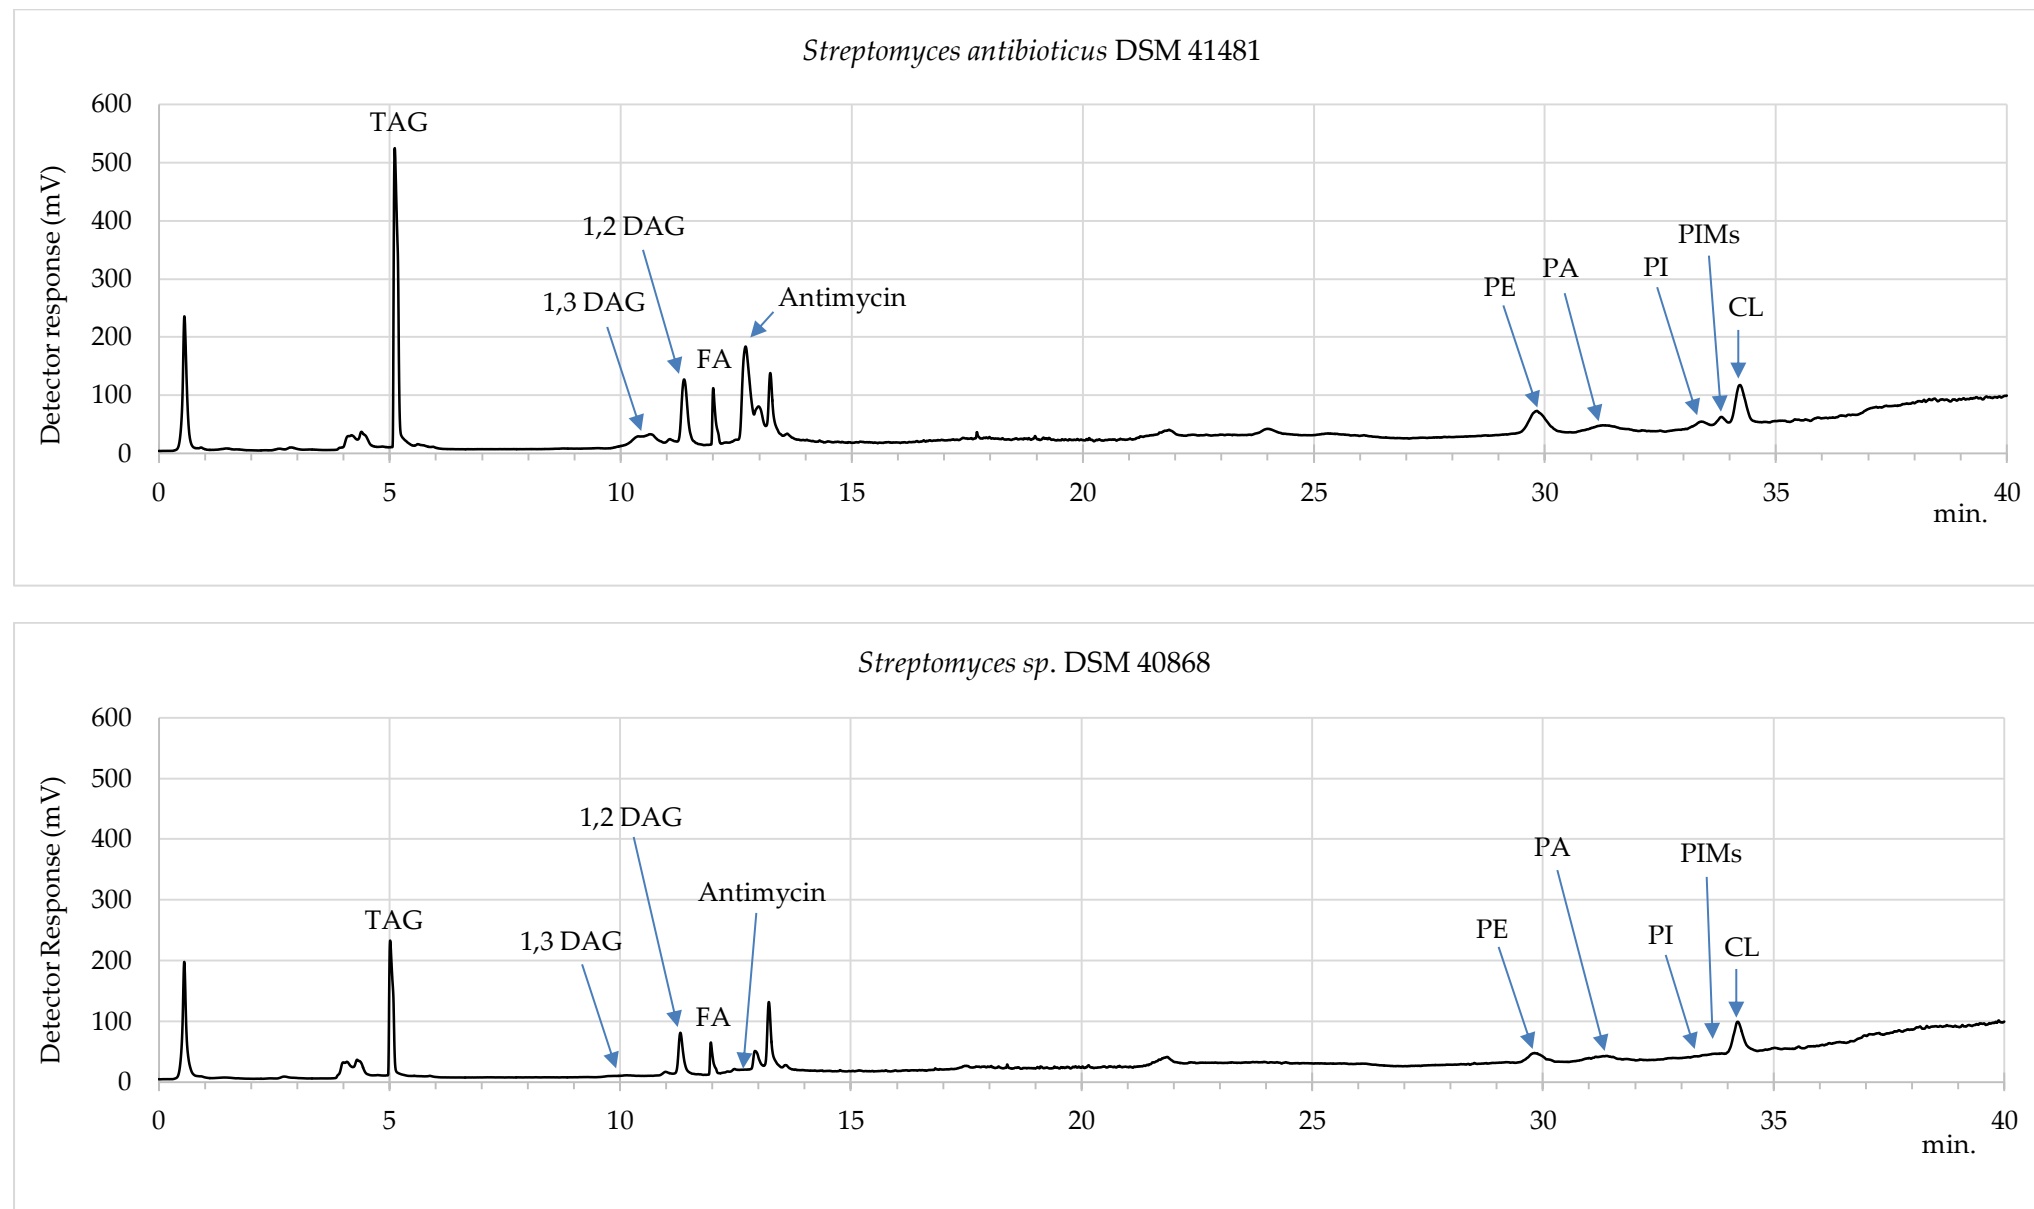 Streptomyces antibioticus DSM 41481
Detector response (mV)
600
500
400
300
200
100
0
TAG
1,2 DAG
1,3 DAG
FA
Antimycin
PE
PA
PI
PIMs
CL
0 5 10 15 20 25 30 35 40
min.
Streptomyces sp. DSM 40868
Detector Response (mV)
600
500
400
300
200
100
0
TAG
1,2 DAG
1,3 DAG
FA
Antimycin
PE
PA
PI
PIMs
CL
0 5 10 15 20 25 30 35 40
min.